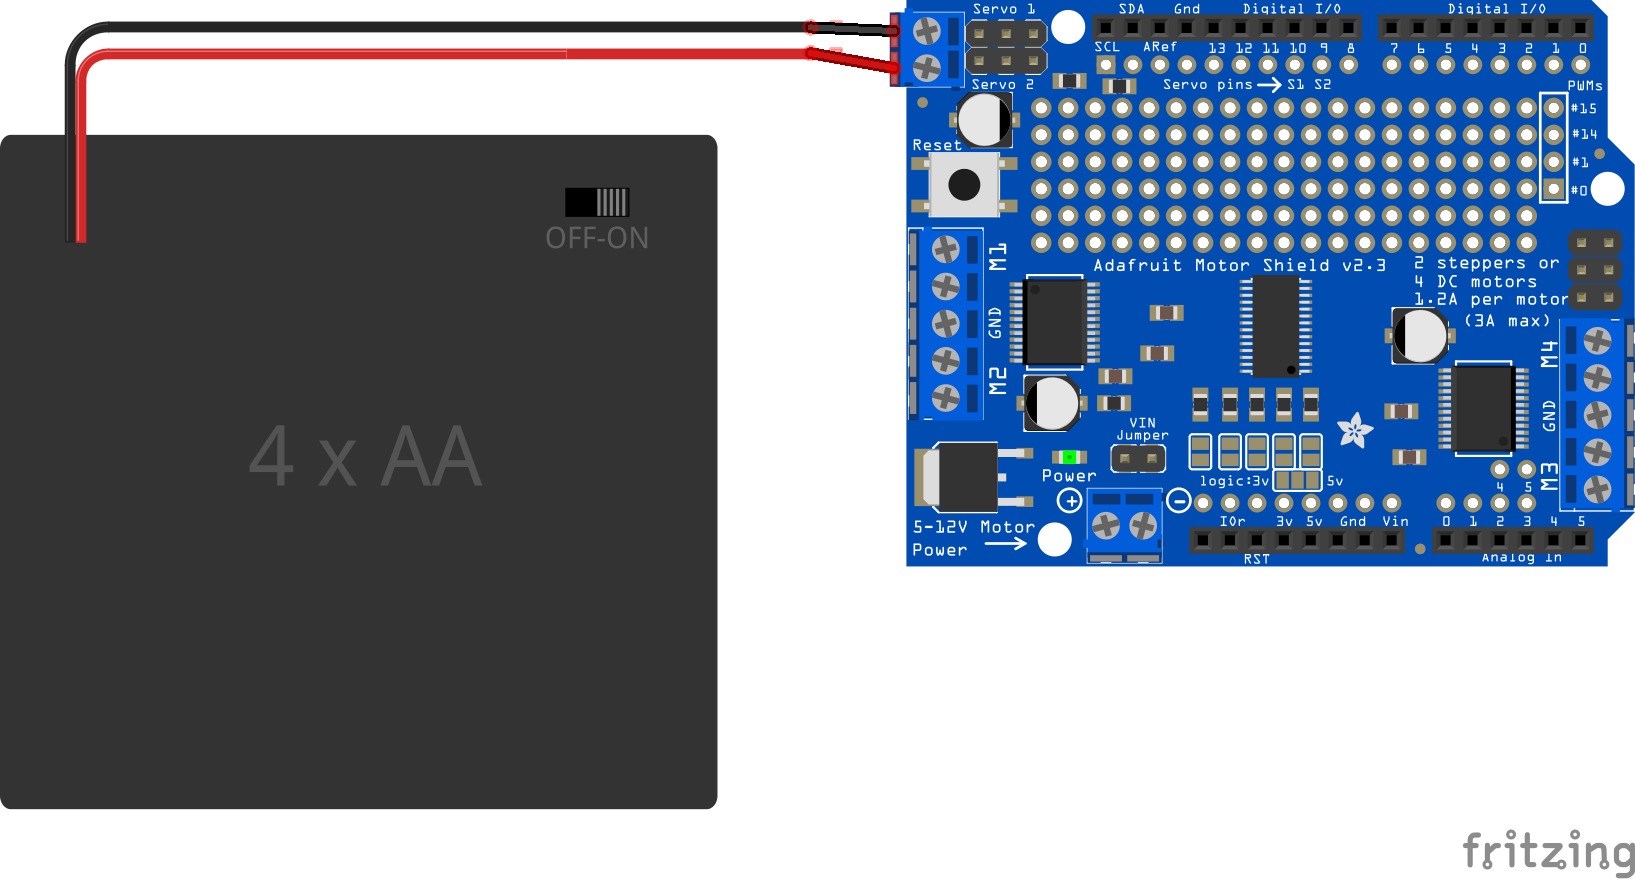 Servo 1
SDA Gnd Digital I/O Digital I/O
SCL ARef 13 12 11 10 9 8 7 6 5 4 3 2 1 0
Servo 2
Servo pins S1 S2
PWMs
#15
#14
#1
#0
Reset
OFF-ON
M1
GND
M2
Adafruit Motor Shield v2.3
2 steppers or
4 DC motors
1.2A per motor
(3A max)
M4
GND
M3
4 x AA
VIN
Jumper
Power
+
-
logic:3v 5v
4 5
5-12V Motor
Power
IOr 3v 5v Gnd Vin
0 1 2 3 4 5
RST
Analog In
fritzing